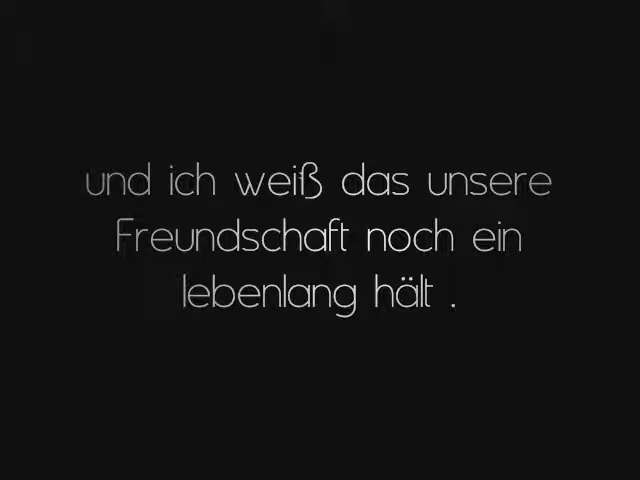 und ich weiß das unsere
Freundschaft noch ein
lebenlang hält .